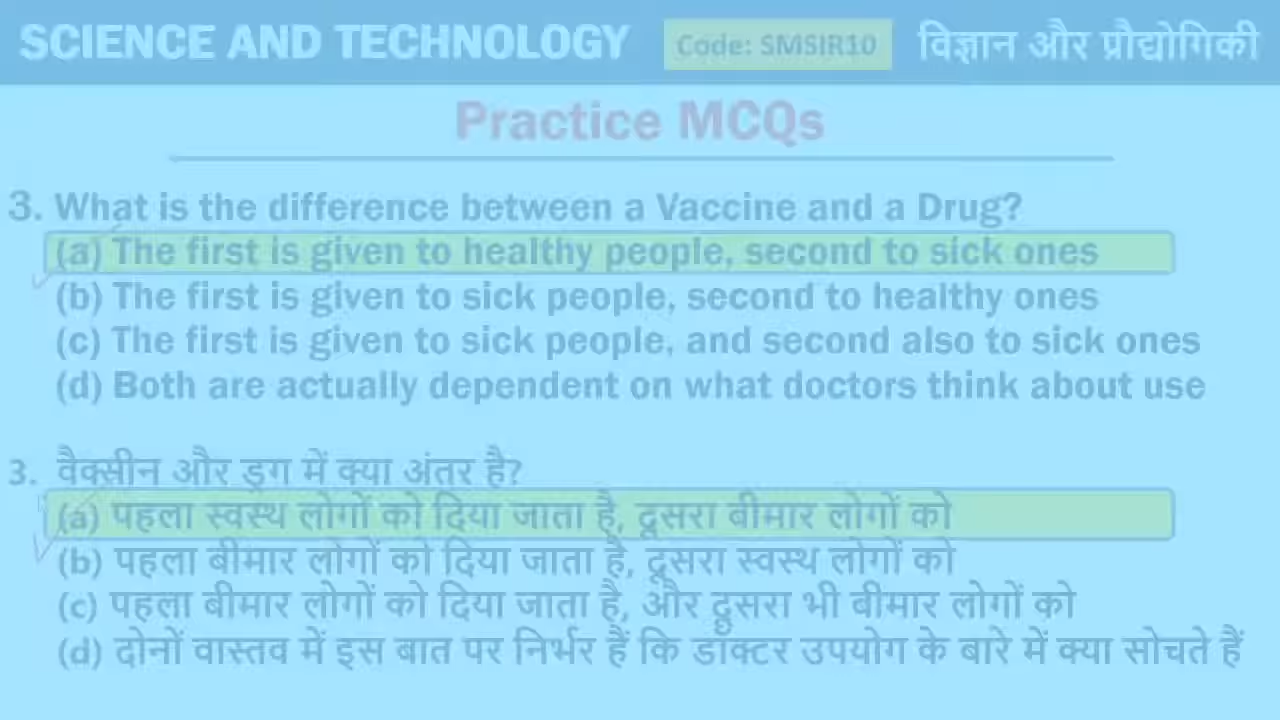 SCIENCE AND TECHNOLOGY Code: SMSIR10 विज्ञान और प्रौद्योगिकी
Practice MCQs
3. What is the difference between a Vaccine and a Drug?
(a) The first is given to healthy people, second to sick ones
(b) The first is given to sick people, second to healthy ones
(c) The first is given to sick people, and second also to sick ones
(d) Both are actually dependent on what doctors think about use
3. वैक्सीन और ड्रग में क्या अंतर है?
(a) पहला स्वस्थ लोगों को दिया जाता है, दूसरा बीमार लोगों को
(b) पहला बीमार लोगों को दिया जाता है, दूसरा स्वस्थ लोगों को
(c) पहला बीमार लोगों को दिया जाता है, और दूसरा भी बीमार लोगों को
(d) दोनों वास्तव में इस बात पर निर्भर हैं कि डॉक्टर उपयोग के बारे में क्या सोचते हैं